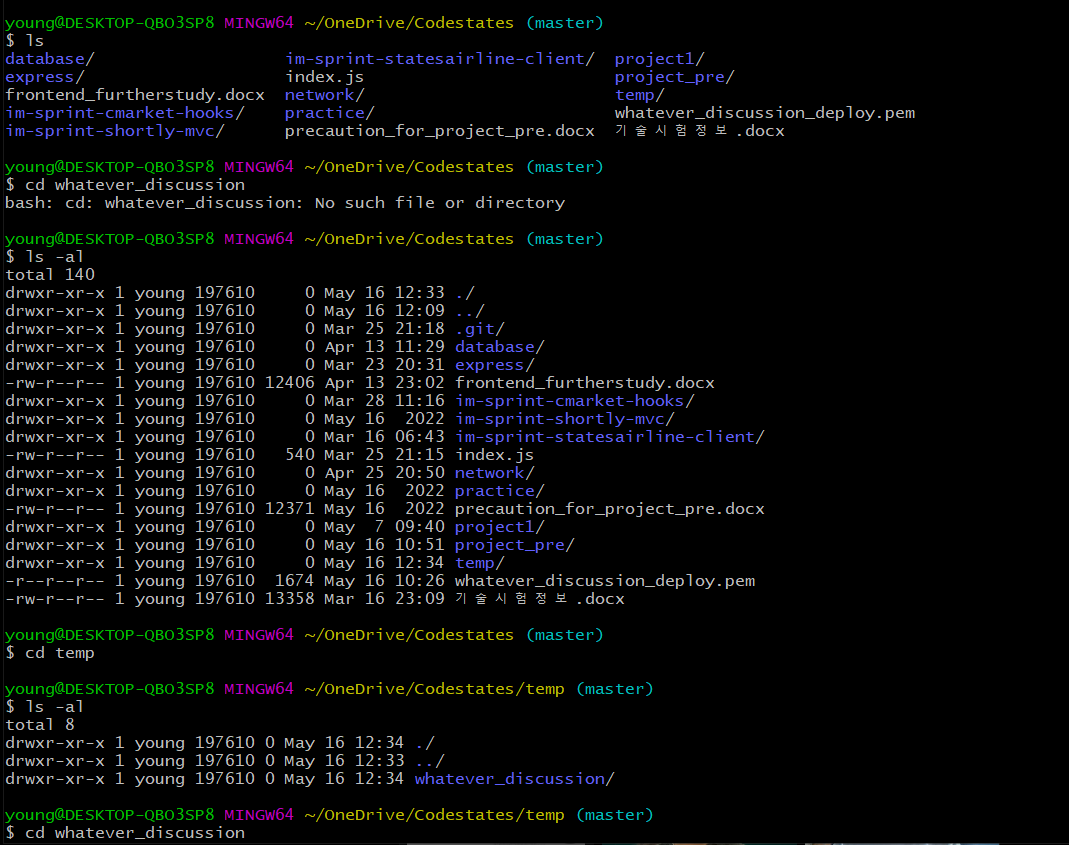 young@DESKTOP-QBO3SP8 MINGW64 ~/OneDrive/Codestates (master)
$ ls
database/                   im-sprint-statesairline-client/  project1/
express/                    index.js                         project_pre/
frontend_furtherstudy.docx  network/                         temp/
im-sprint-cmarket-hooks/    practice/                        whatever_discussion_deploy.pem
im-sprint-shortly-mvc/      precaution_for_project_pre.docx  기술시험정보.docx

young@DESKTOP-QBO3SP8 MINGW64 ~/OneDrive/Codestates (master)
$ cd whatever_discussion
bash: cd: whatever_discussion: No such file or directory

young@DESKTOP-QBO3SP8 MINGW64 ~/OneDrive/Codestates (master)
$ ls -al
total 140
drwxr-xr-x 1 young 197610     0 May 16 12:33 ./
drwxr-xr-x 1 young 197610     0 May 16 12:09 ../
drwxr-xr-x 1 young 197610     0 Mar 25 21:18 .git/
drwxr-xr-x 1 young 197610     0 Apr 13 11:29 database/
drwxr-xr-x 1 young 197610     0 Mar 23 20:31 express/
-rw-r--r-- 1 young 197610 12406 Apr 13 23:02 frontend_furtherstudy.docx
drwxr-xr-x 1 young 197610     0 Mar 28 11:16 im-sprint-cmarket-hooks/
drwxr-xr-x 1 young 197610     0 May 16  2022 im-sprint-shortly-mvc/
drwxr-xr-x 1 young 197610     0 Mar 16 06:43 im-sprint-statesairline-client/
-rw-r--r-- 1 young 197610   540 Mar 25 21:15 index.js
drwxr-xr-x 1 young 197610     0 Apr 25 20:50 network/
drwxr-xr-x 1 young 197610     0 May 16  2022 practice/
-rw-r--r-- 1 young 197610 12371 May 16  2022 precaution_for_project_pre.docx
drwxr-xr-x 1 young 197610     0 May  7 09:40 project1/
drwxr-xr-x 1 young 197610     0 May 16 10:51 project_pre/
drwxr-xr-x 1 young 197610     0 May 16 12:34 temp/
-r--r--r-- 1 young 197610  1674 May 16 10:26 whatever_discussion_deploy.pem
-rw-r--r-- 1 young 197610 13358 Mar 16 23:09 기술시험정보.docx

young@DESKTOP-QBO3SP8 MINGW64 ~/OneDrive/Codestates (master)
$ cd temp

young@DESKTOP-QBO3SP8 MINGW64 ~/OneDrive/Codestates/temp (master)
$ ls -al
total 8
drwxr-xr-x 1 young 197610 0 May 16 12:34 ./
drwxr-xr-x 1 young 197610 0 May 16 12:33 ../
drwxr-xr-x 1 young 197610 0 May 16 12:34 whatever_discussion/

young@DESKTOP-QBO3SP8 MINGW64 ~/OneDrive/Codestates/temp (master)
$ cd whatever_discussion